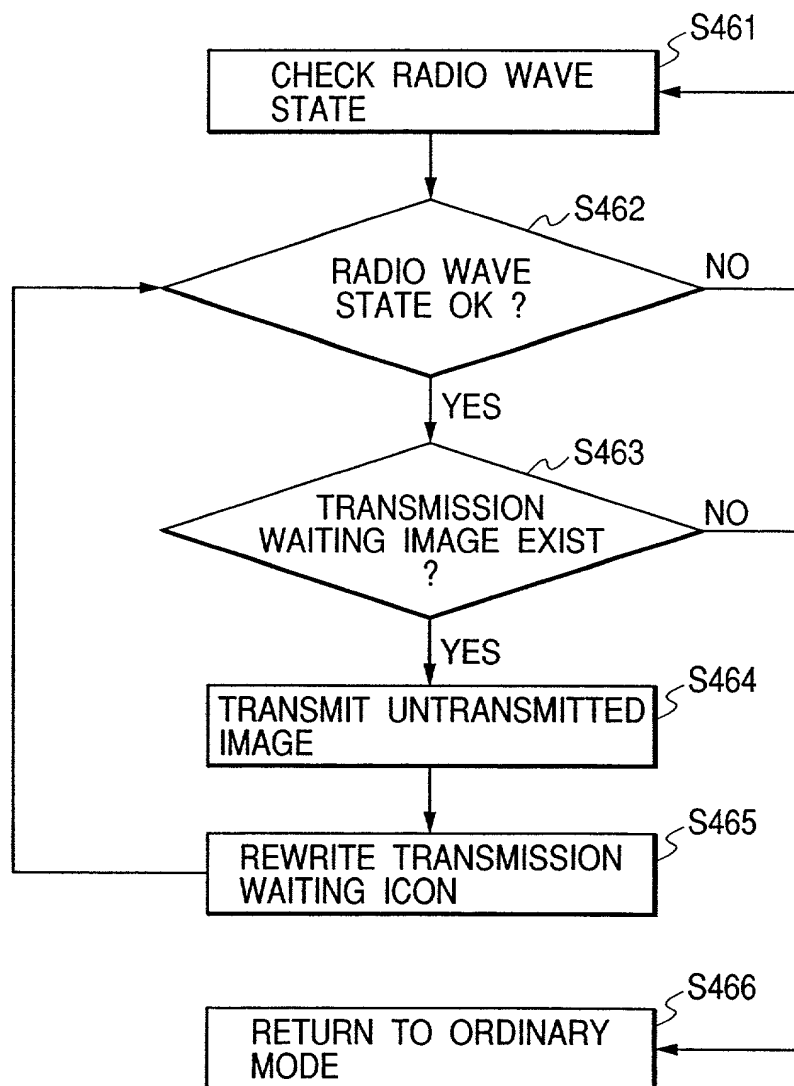 S461
CHECK RADIO WAVE
STATE
S462
RADIO WAVE
STATE OK ?
NO
YES
S463
TRANSMISSION
WAITING IMAGE EXIST
?
NO
YES
S464
TRANSMIT UNTRANSMITTED
IMAGE
S465
REWRITE TRANSMISSION
WAITING ICON
S466
RETURN TO ORDINARY
MODE